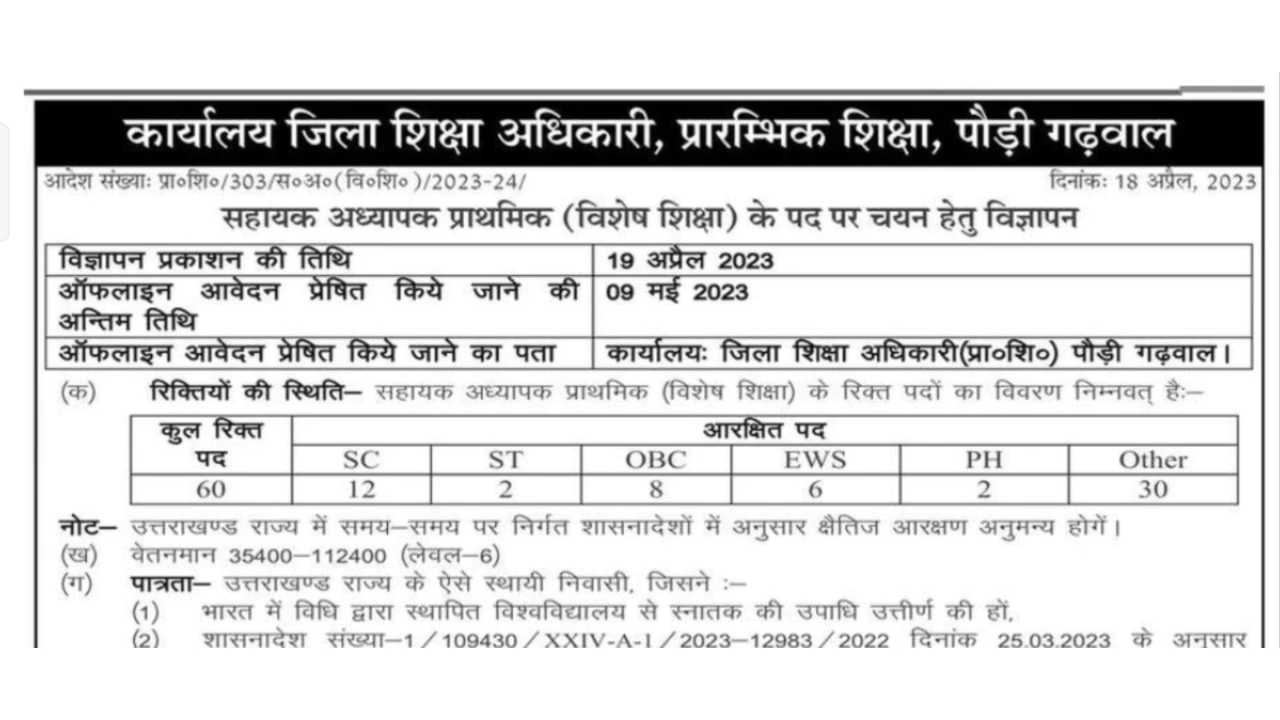 कार्यालय जिला शिक्षा अधिकारी, प्रारम्भिक शिक्षा, पौड़ी गढ़वाल
आदेश संख्याः प्रा०शि०/303/स०अ०(वि०शि०)/2023-24/ दिनांकः 18 अप्रैल, 2023
सहायक अध्यापक प्राथमिक (विशेष शिक्षा) के पद पर चयन हेतु विज्ञापन
विज्ञापन प्रकाशन की तिथि 19 अप्रैल 2023
ऑफलाइन आवेदन प्रेषित किये जाने की 09 मई 2023
अन्तिम तिथि
ऑफलाइन आवेदन प्रेषित किये जाने का पता कार्यालयः जिला शिक्षा अधिकारी(प्रा०शि०) पौड़ी गढ़वाल।
(क) रिक्तियों की स्थिति– सहायक अध्यापक प्राथमिक (विशेष शिक्षा) के रिक्त पदों का विवरण निम्नवत् हैः–
कुल रिक्त आरक्षित पद
पद SC ST OBC EWS PH Other
60 12 2 8 6 2 30
नोट– उत्तराखण्ड राज्य में समय–समय पर निर्गत शासनादेशों में अनुसार क्षैतिज आरक्षण अनुमन्य होगें।
(ख) वेतनमान 35400–112400 (लेवल–6)
(ग) पात्रता– उत्तराखण्ड राज्य के ऐसे स्थायी निवासी, जिसने :–
(1) भारत में विधि द्वारा स्थापित विश्वविद्यालय से स्नातक की उपाधि उत्तीर्ण की हों,
(2) शासनादेश संख्या–1/109430/XXIV-A-1/2023–12983/2022 दिनांक 25.03.2023 के अनुसार